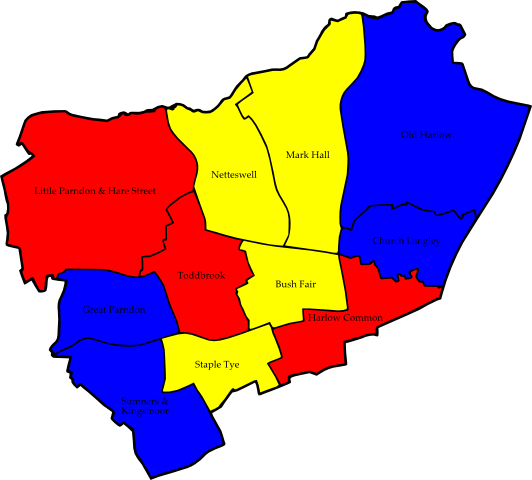 Old Harlow
Mark Hall
Netteswell
Little Parndon & Hare Street
Church Langley
Toddbrook
Bush Fair
Great Parndon
Harlow Common
Staple Tye
Sumners &
Kingsmoor